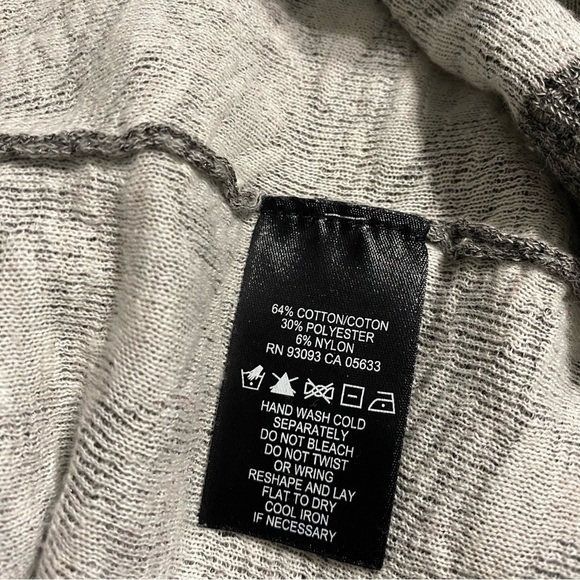 64% COTTON/COTON
30% POLYESTER
6% NYLON
RN 93093 CA 05633
HAND WASH COLD
SEPARATELY
DO NOT BLEACH
DO NOT TWIST
OR WRING
RESHAPE AND LAY
FLAT TO DRY
COOL IRON
IF NECESSARY